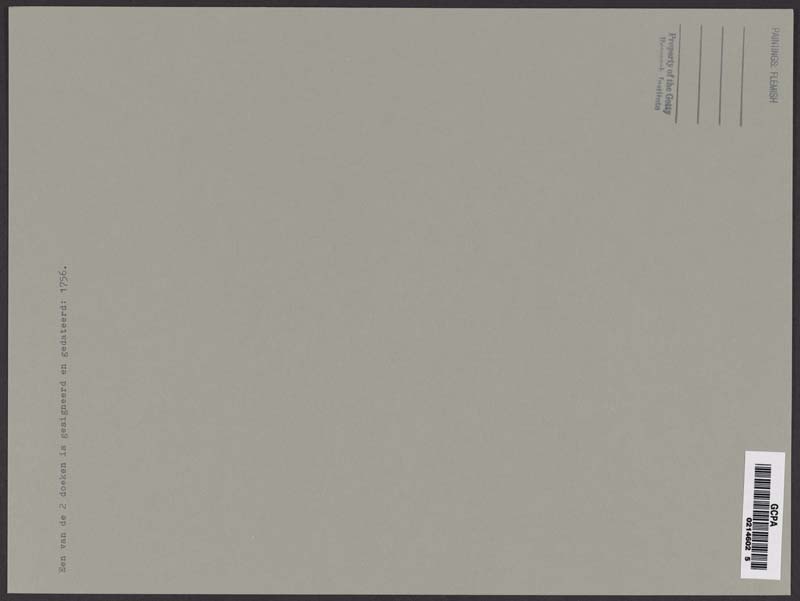 PAINTINGS: FLEMISH
Property of the Getty
Research Institute
Een van de 2 doeken is gesigneerd en gedateerd: 1756.
GCPA
0214602 5